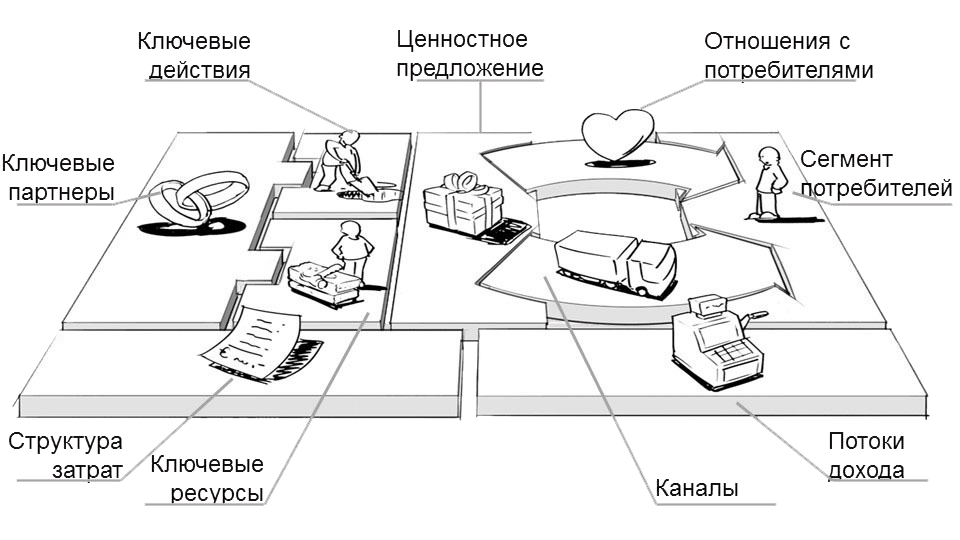 Ключевые
действия
Ценностное
предложение
Отношения с
потребителями
Ключевые
партнеры
Сегмент
потребителей
Структура
затрат
Ключевые
ресурсы
Каналы
Потоки
дохода